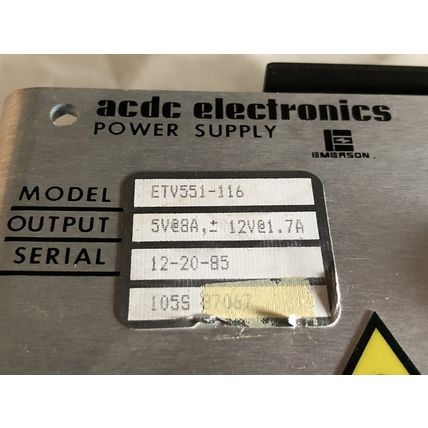 acdc electronics
POWER SUPPLY
EMERSON
MODEL ETV551-116
OUTPUT 5V@8A,± 12V@1.7A
SERIAL 12-20-85
105S